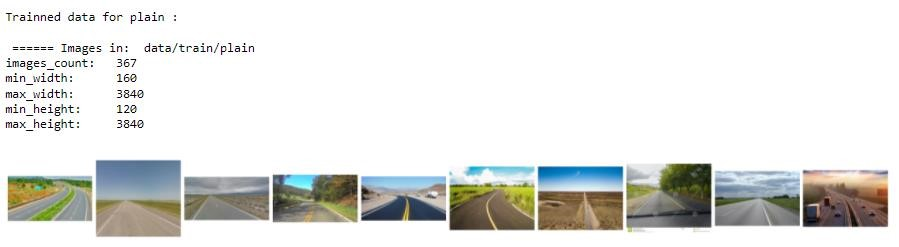 Trainned data for plain :
====== Images in: data/train/plain
images_count: 367
min_width: 160
max_width: 3840
min_height: 120
max_height: 3840